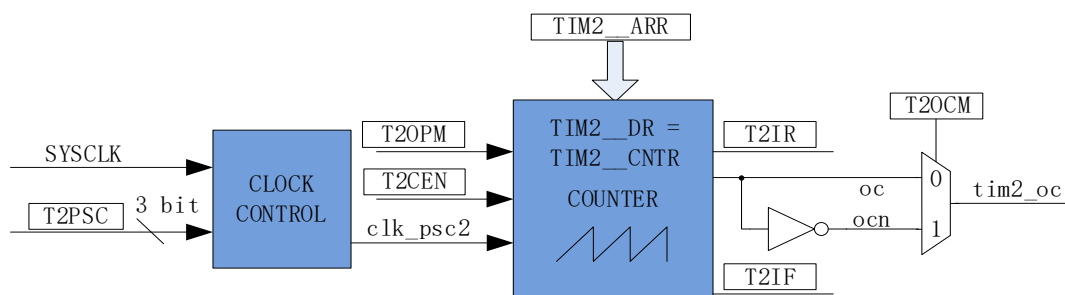 TIM2__ARR
T2OCM
T2OPM
TIM2__DR =
T2IR
TIM2__CNTR
SYSCLK
CLOCK
CONTROL
T2CEN
COUNTER
oc
0
tim2_oc
T2PSC
3 bit
clk_psc2
ocn
1
T2IF